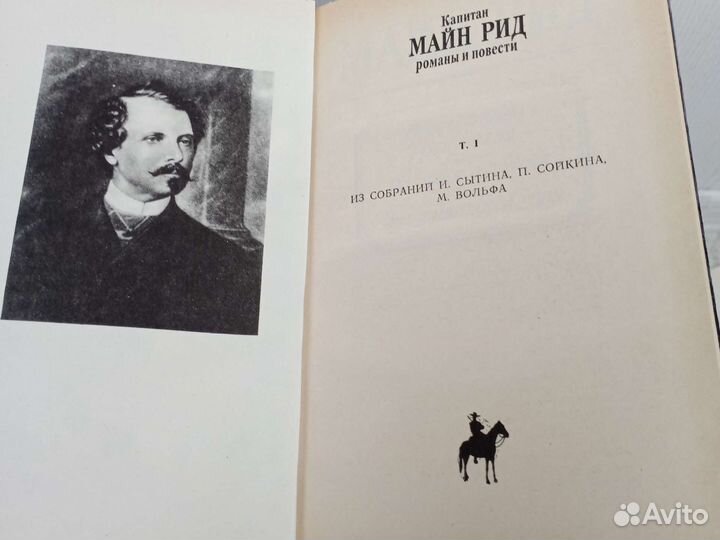 Капитан
МАЙН РИД
романы и повести
Т. I
ИЗ СОБРАНИЙ И. СЫТИНА, П. СОЙКИНА,
М. ВОЛЬФА
Avito